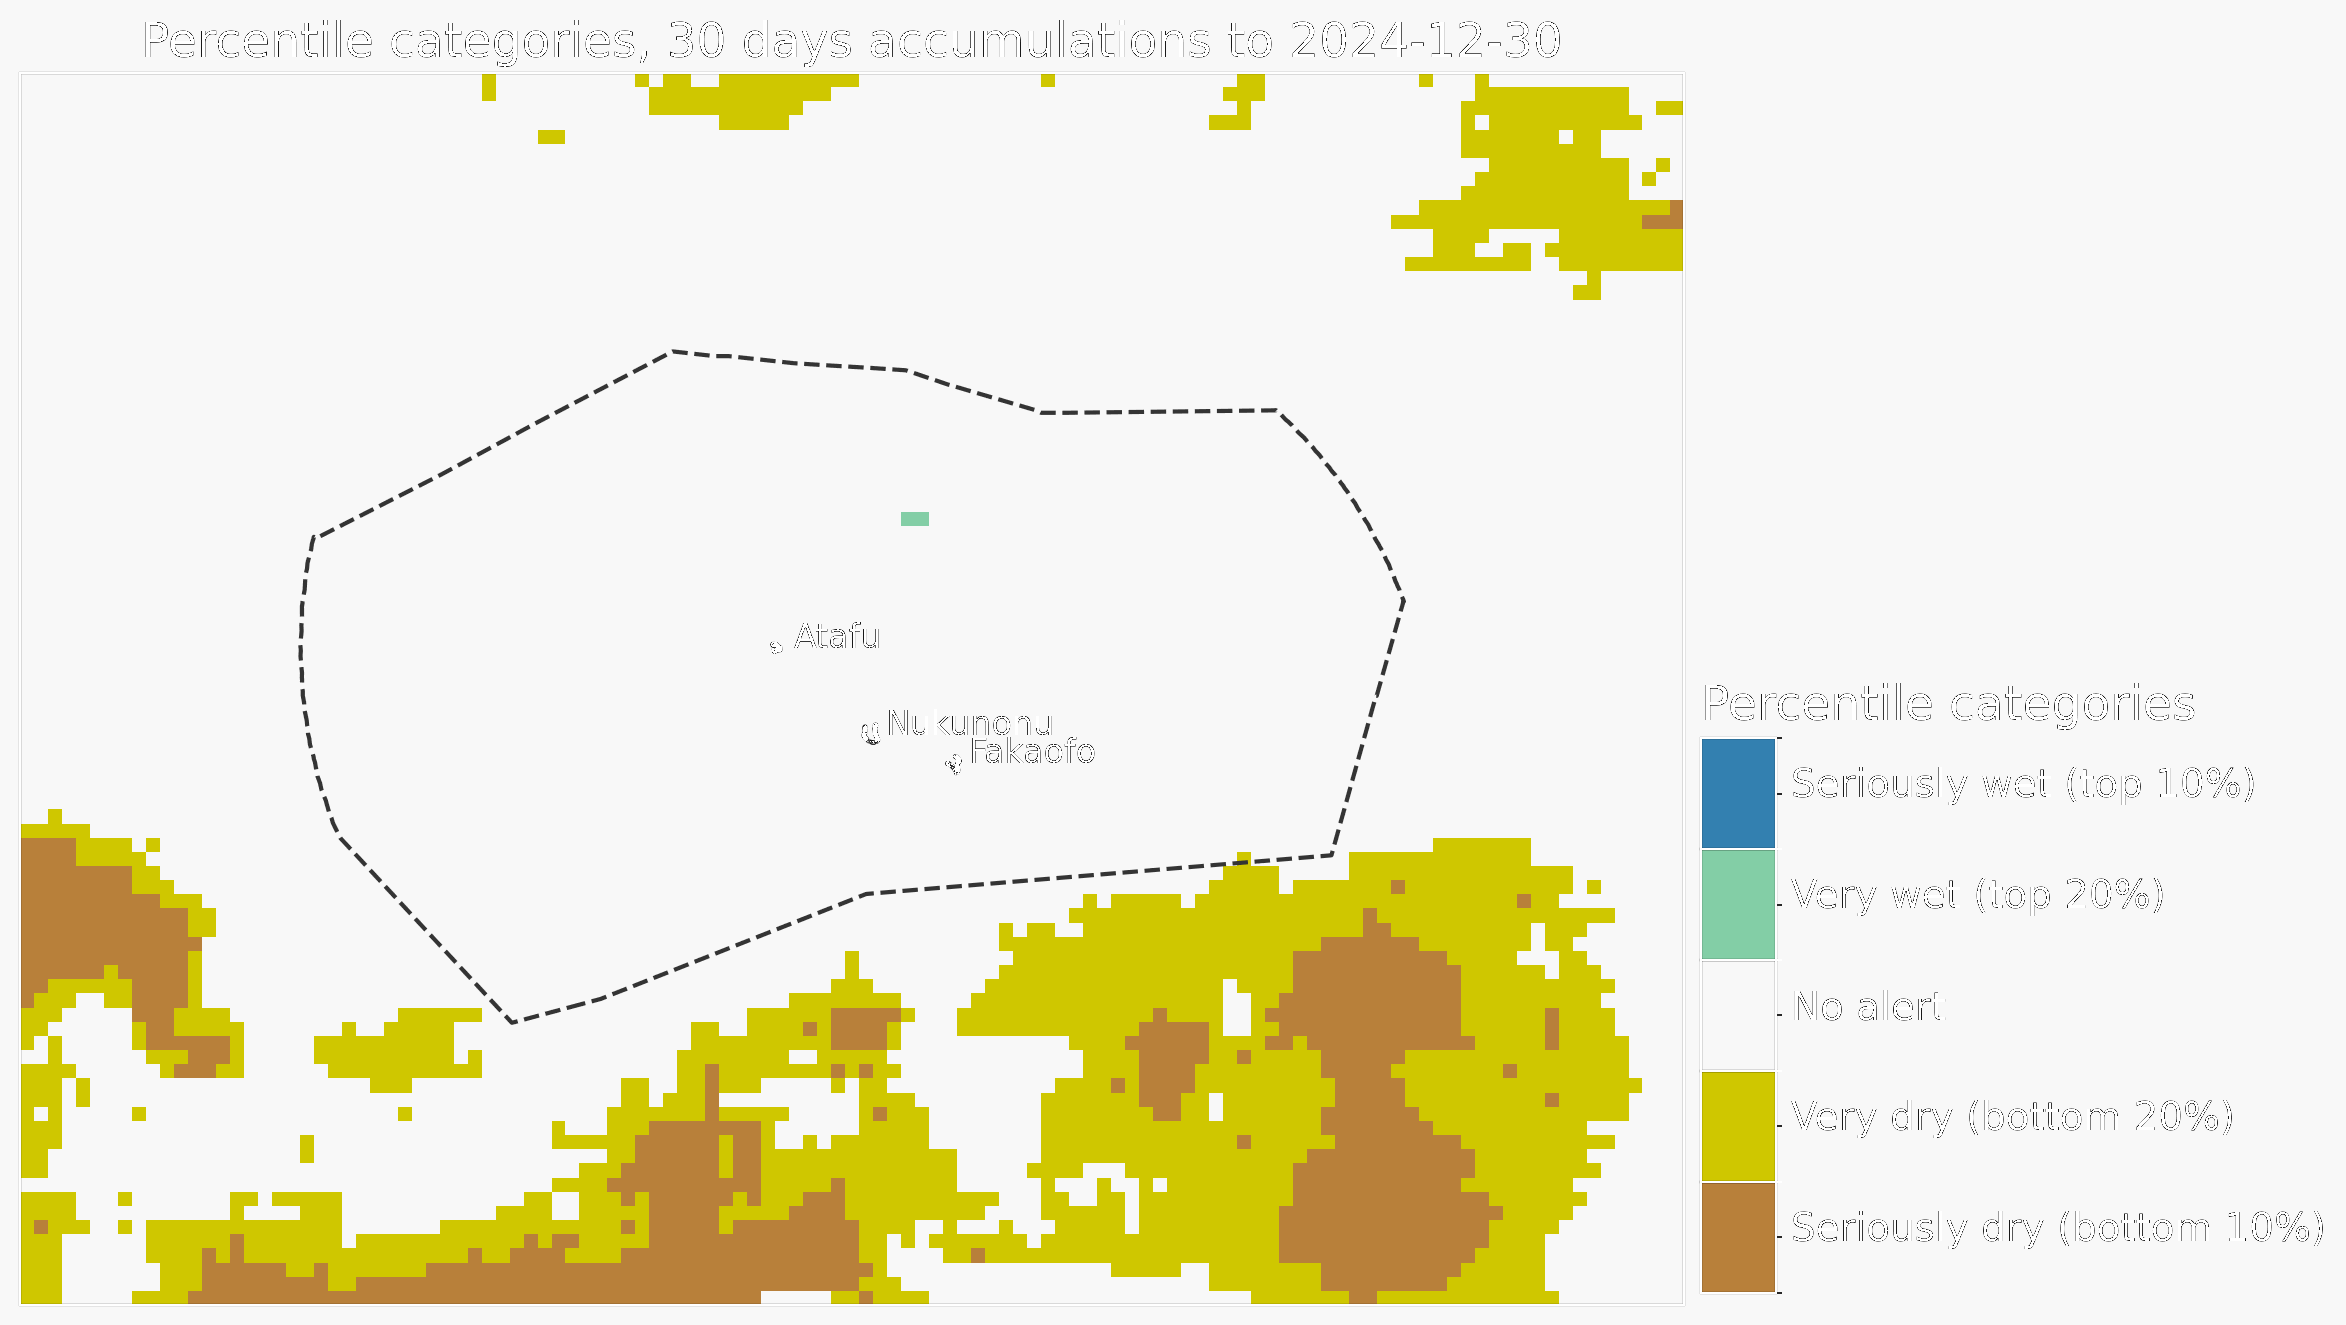 Percentile categories, 30 days accumulations to 2024-12-30
Atafu
Nukunonu
Fakaofo
Percentile categories
Seriously wet (top 10%)
Very wet (top 20%)
No alert
Very dry (bottom 20%)
Seriously dry (bottom 10%)